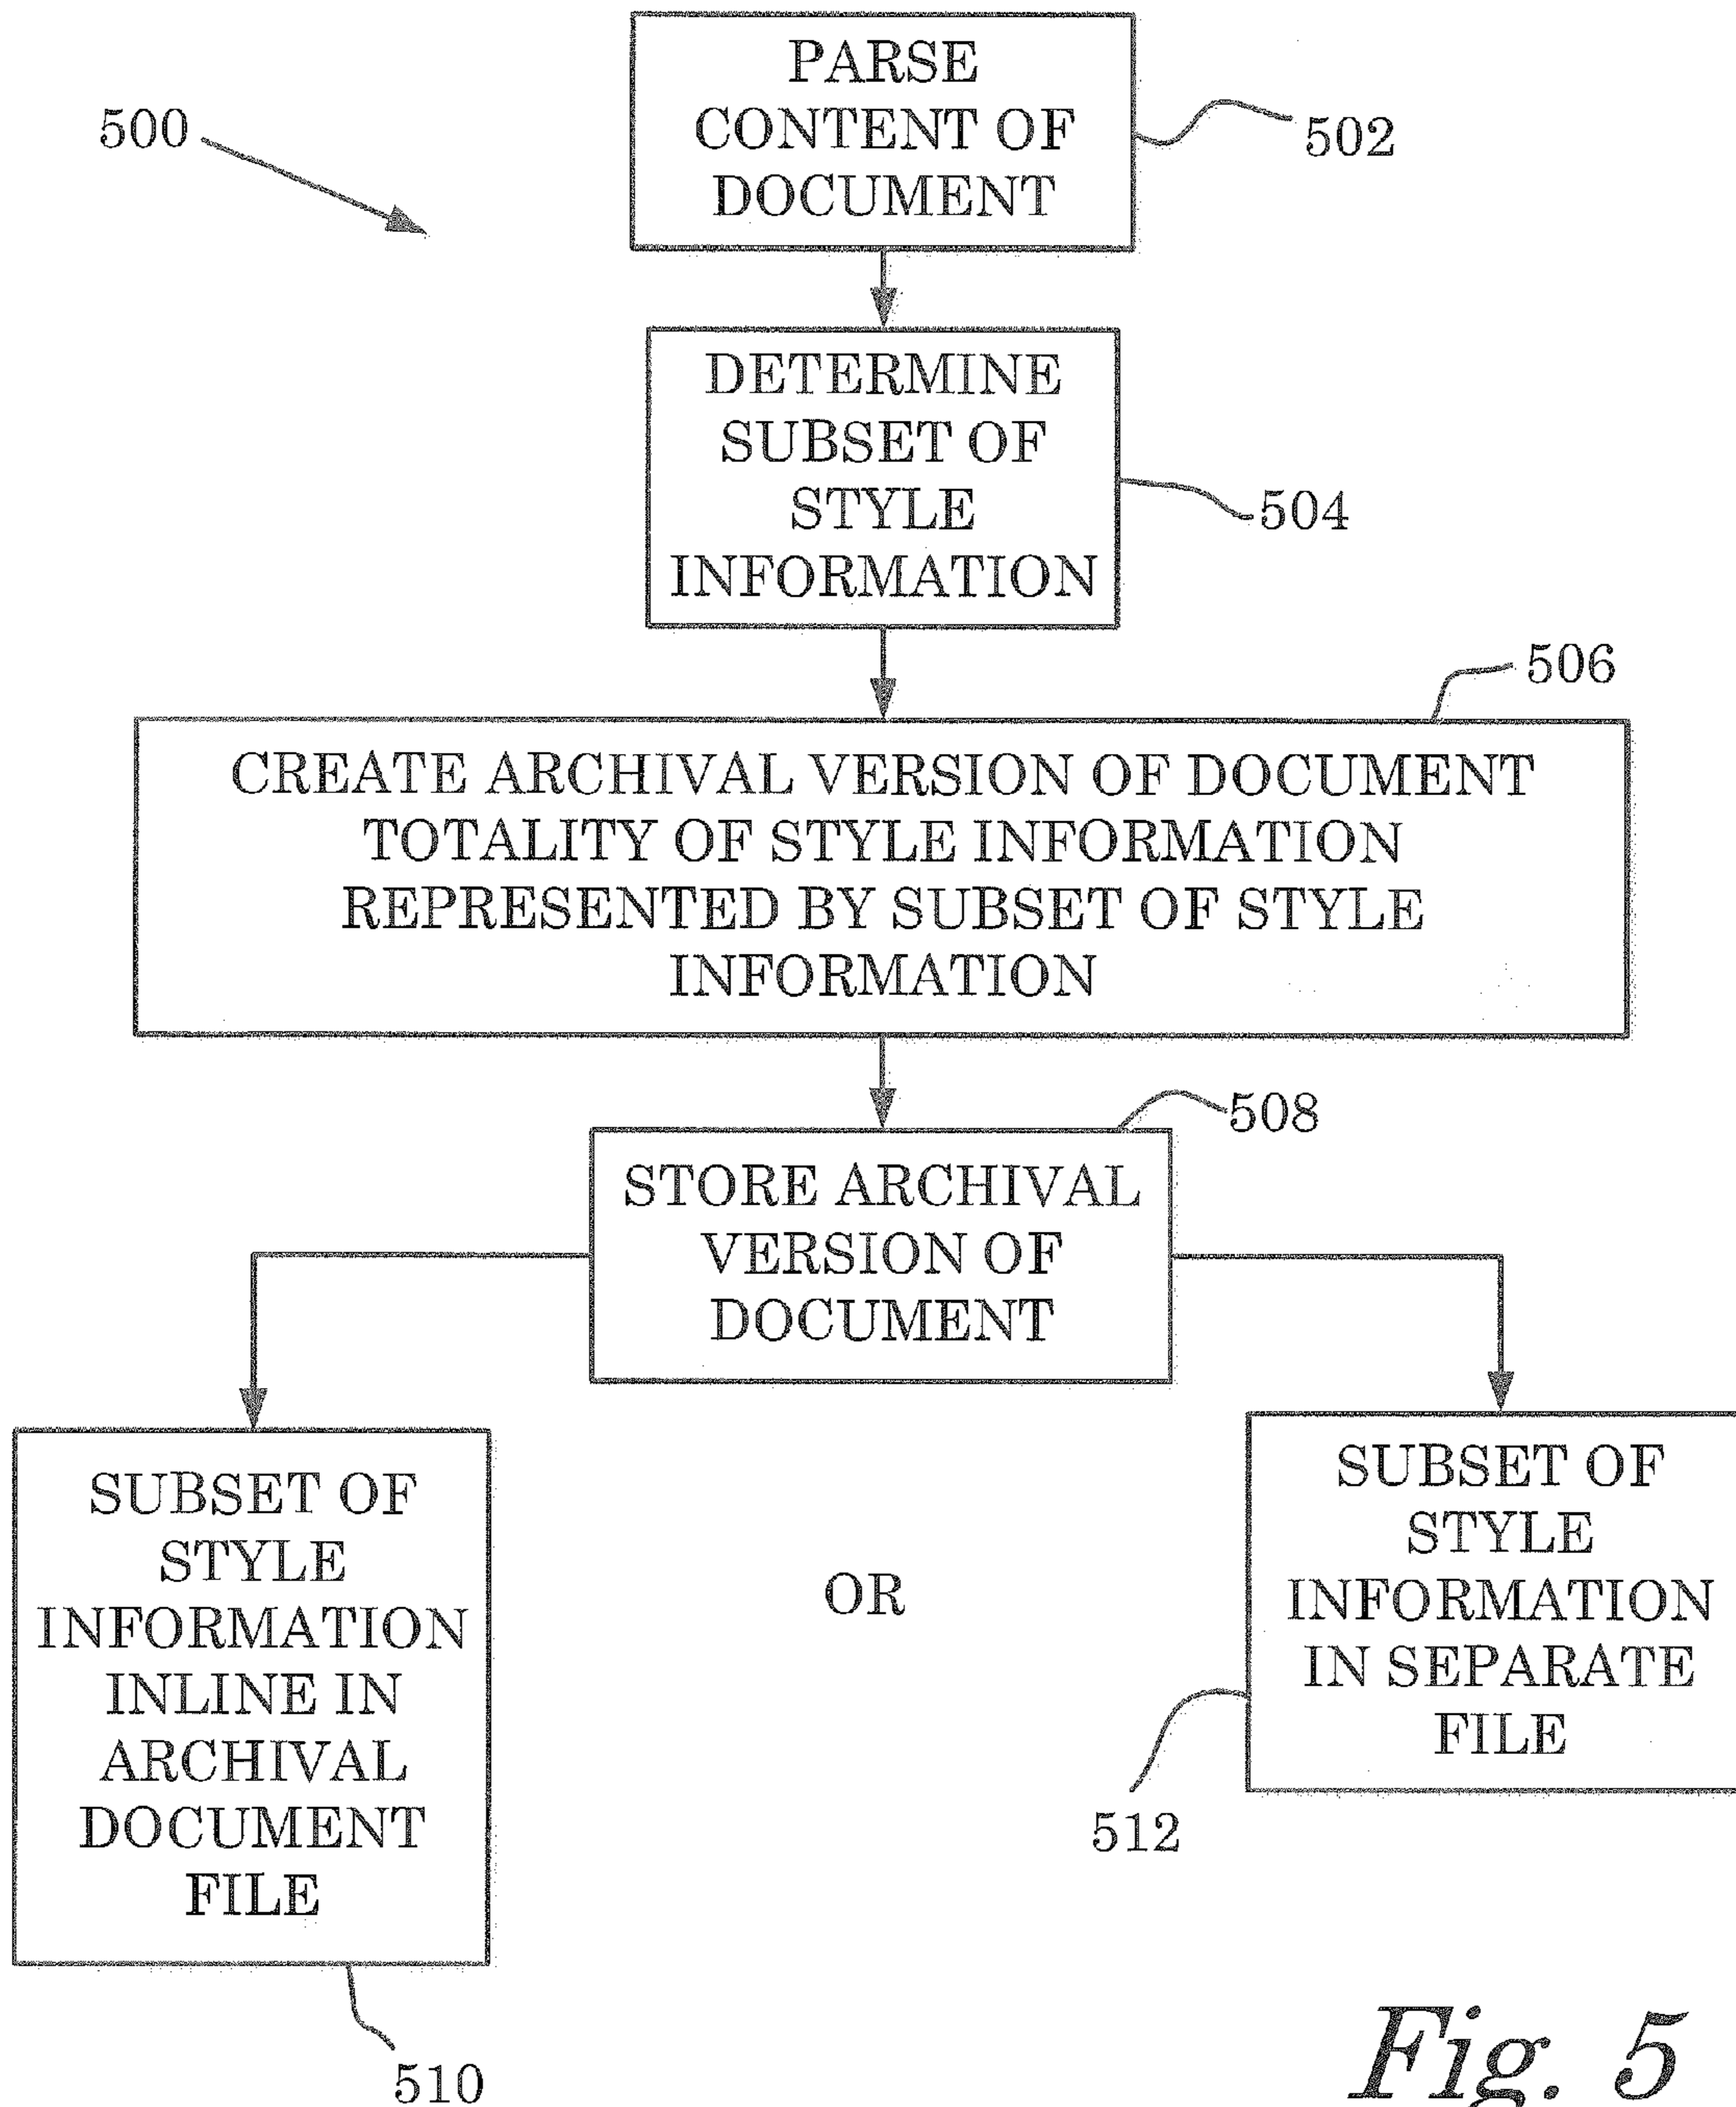 PARSE
CONTENT OF
DOCUMENT
500
502
DETERMINE
SUBSET OF
STYLE
INFORMATION
504
506
CREATE ARCHIVAL VERSION OF DOCUMENT
TOTALITY OF STYLE INFORMATION
REPRESENTED BY SUBSET OF STYLE
INFORMATION
508
STORE ARCHIVAL
VERSION OF
DOCUMENT
SUBSET OF
STYLE
INFORMATION
INLINE IN
ARCHIVAL
DOCUMENT
FILE
OR
SUBSET OF
STYLE
INFORMATION
IN SEPARATE
FILE
512
510
Fig. 5